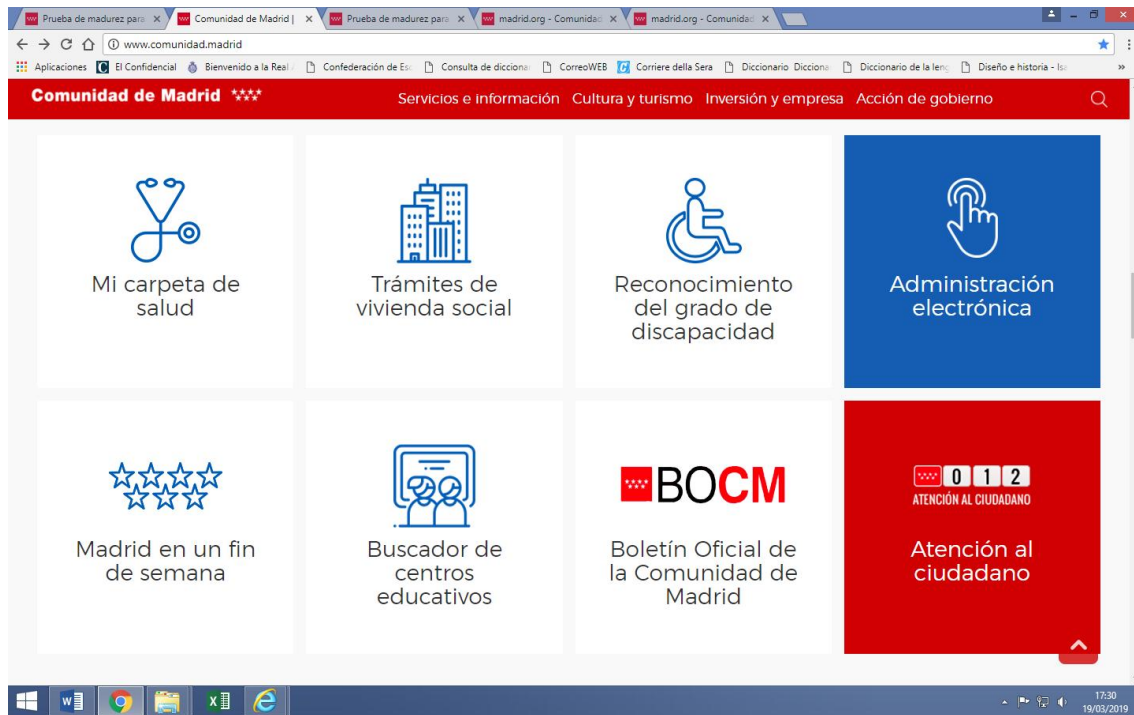 Prueba de madurez para
Comunidad de Madrid |
Prueba de madurez para
madrid.org - Comunidad
madrid.org - Comunidad
www.comunidad.madrid
Aplicaciones
El Confidencial
Bienvenido a la Real
Confederación de Esc
Consulta de dicciona
CorreoWEB
Corriere della Sera
Diccionario Dicciona
Diccionario de la leng
Diseño e historia - Isa
»
Comunidad de Madrid
Servicios e información
Cultura y turismo
Inversión y empresa
Acción de gobierno
Mi carpeta de
salud
Trámites de
vivienda social
Reconocimiento
del grado de
discapacidad
Administración
electrónica
Madrid en un fin
de semana
Buscador de
centros
educativos
BOCM
Boletín Oficial de
la Comunidad de
Madrid
0 1 2
ATENCIÓN AL CIUDADANO
Atención al
ciudadano
17:30
19/03/2019